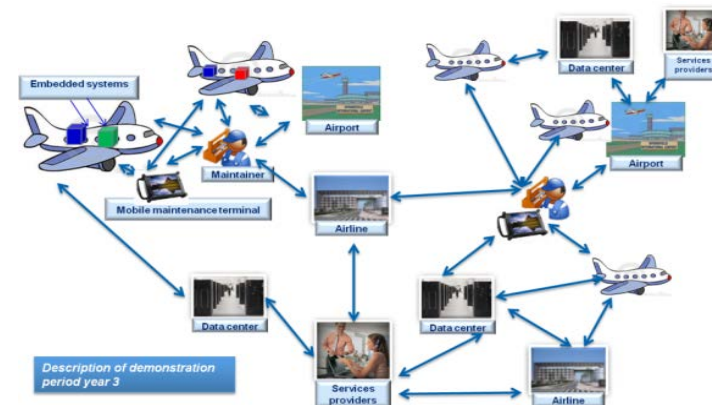 Embedded systems
Airport
Maintainer
Mobile maintenance terminal
Airline
Data center
Services
providers
Airport
Data center
Data center
Services
providers
Airline
Description of demonstration
period year 3